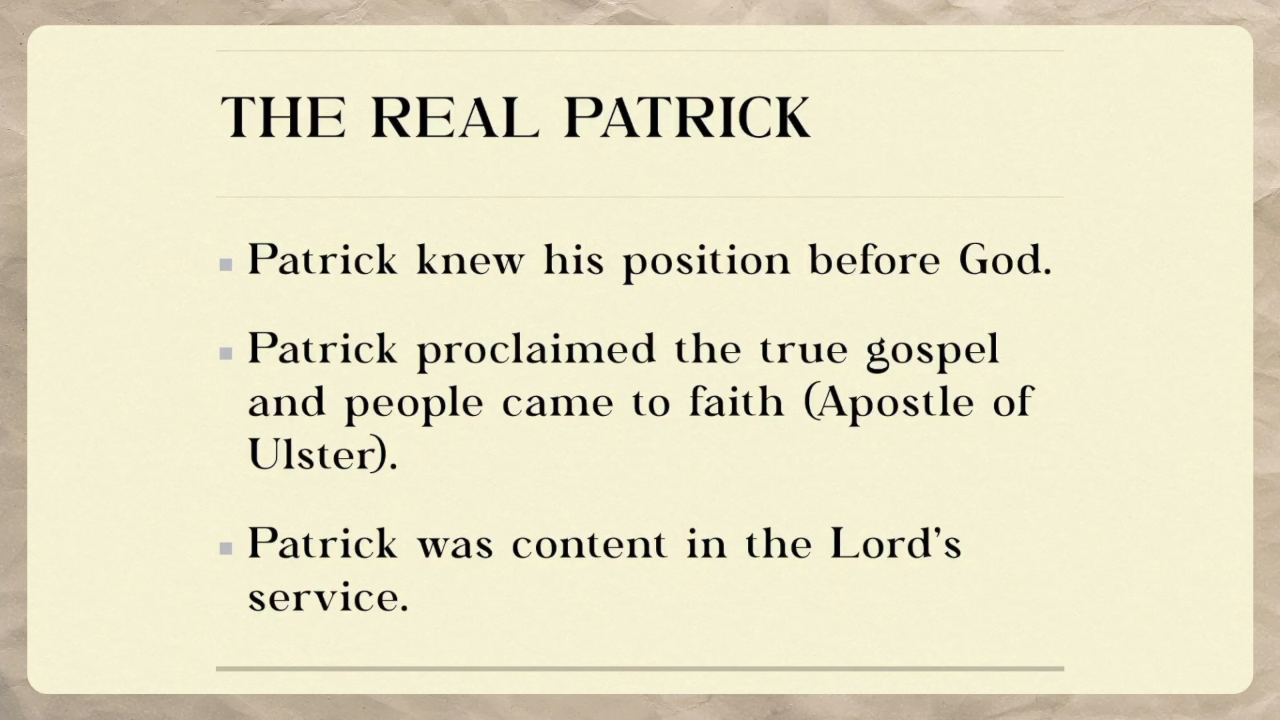 THE REAL PATRICK
Patrick knew his position before God.
Patrick proclaimed the true gospel
and people came to faith (Apostle of
Ulster).
Patrick was content in the Lord's
service.